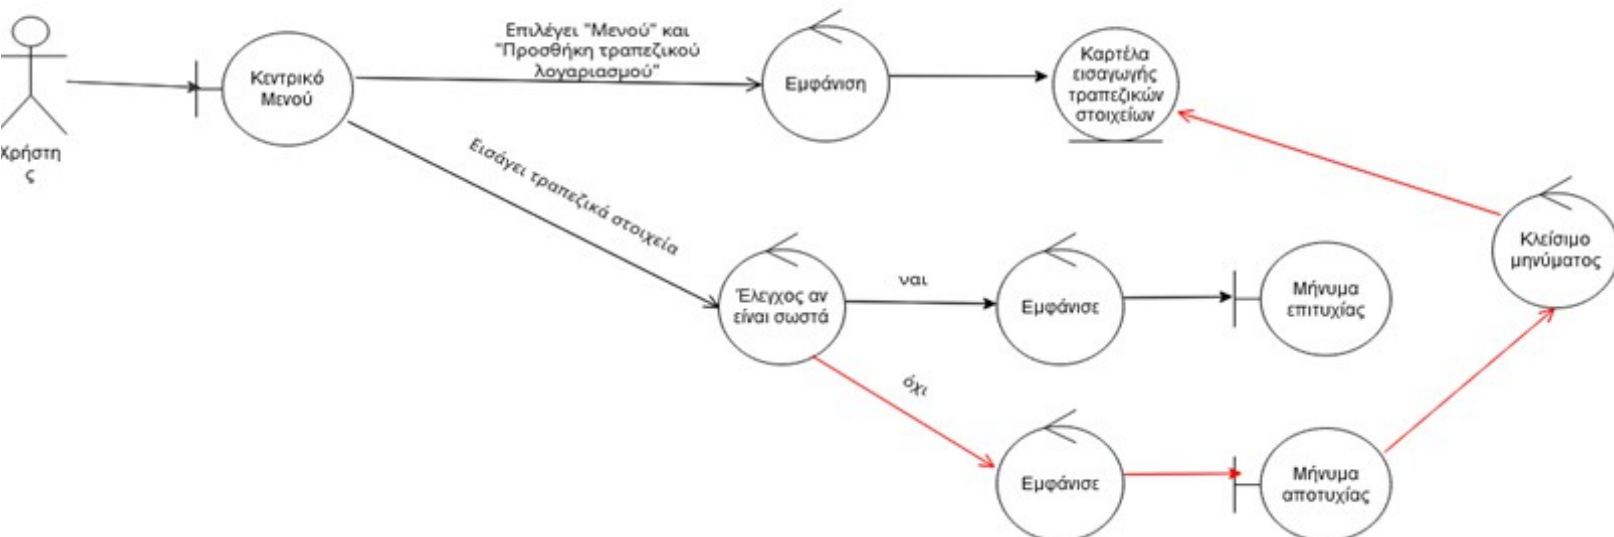 Χρήστη
ς
Κεντρικό
Μενού
Επιλέγει "Μενού" και
"Προσθήκη τραπεζικού
λογαριασμού"
Εμφάνιση
Καρτέλα
εισαγωγής
τραπεζικών
στοιχείων
Εισάγει τραπεζικά στοιχεία
Έλεγχος αν
είναι σωστά
ναι
Εμφάνισε
Μήνυμα
επιτυχίας
Κλείσιμο
μηνύματος
όχι
Εμφάνισε
Μήνυμα
αποτυχίας